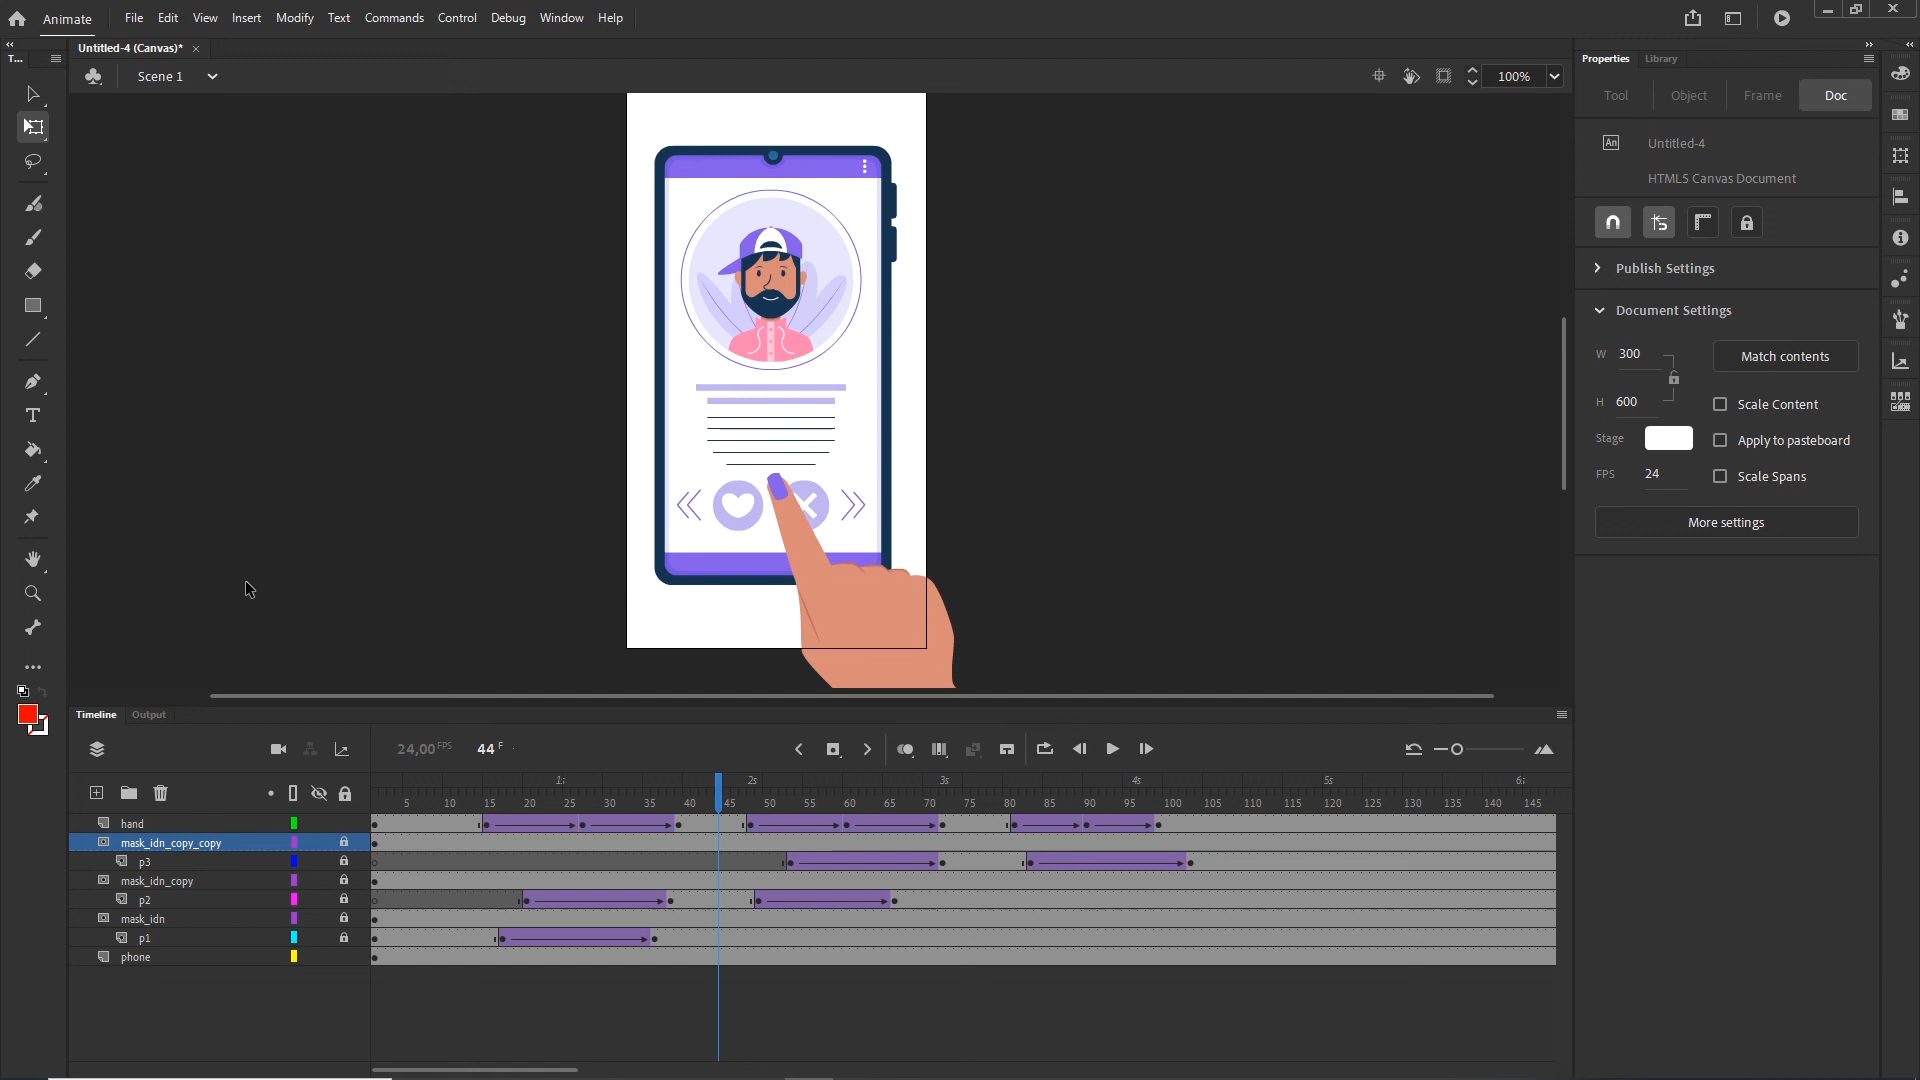 Animate File Edit View Insert Modify Text Commands Control Debug Window Help
Untitled-4 (Canvas)* ×
T... Properties Library
Scene 1 100%
Tool Object Frame Doc
An Untitled-4
HTML5 Canvas Document
Publish Settings
Document Settings
W 300 Match contents
H 600 Scale Content
Stage Apply to pasteboard
FPS 24 Scale Spans
More settings
T
Timeline Output
24,00 FPS 44 F
1s 2s 3s 4s 5s
5 10 15 20 25 30 35 40 45 50 55 60 65 70 75 80 85 90 95 100 105 110 115 120 125 130 135 140 145
hand
mask_idn_copy_copy
p3
mask_idn_copy
p2
mask_idn
p1
phone